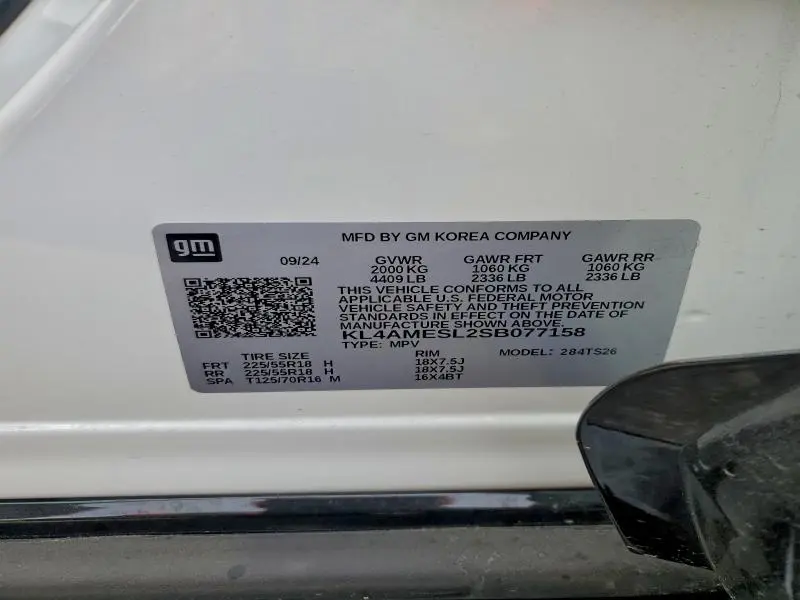 gm
MFD BY GM KOREA COMPANY
09/24 GVWR GAWR FRT GAWR RR
2000 KG 1060 KG 1060 KG
4409 LB 2336 LB 2336 LB
THIS VEHICLE CONFORMS TO ALL
APPLICABLE U.S. FEDERAL MOTOR
VEHICLE SAFETY AND THEFT PREVENTION
STANDARDS IN EFFECT ON THE DATE OF
MANUFACTURE SHOWN ABOVE.
KL4AMESL2SB077158
TYPE: MPV MODEL: 284TS26
TIRE SIZE RIM
FRT 225/55R18 H 18X7.5J
RR 225/55R18 H 18X7.5J
SPA T125/70R16 M 16X4BT